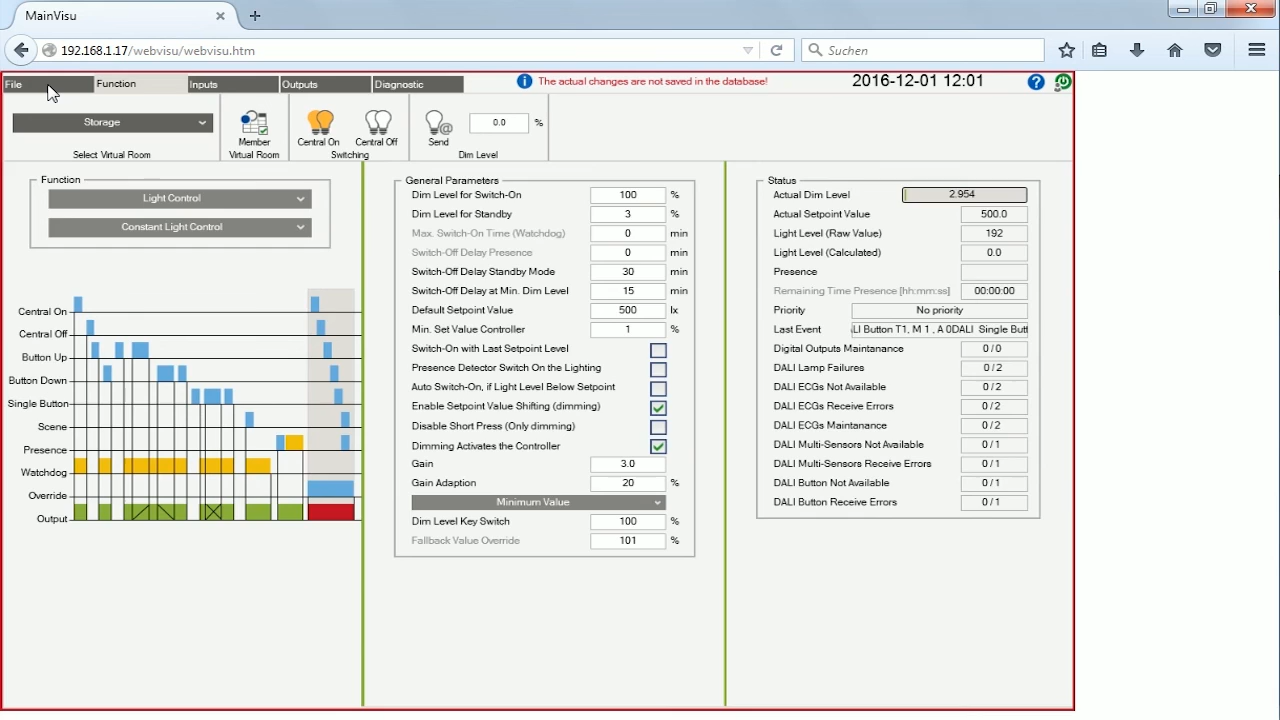 MainVisu
192.168.1.17/webvisu/webvisu.htm
Suchen
File
Function
Inputs
Outputs
Diagnostic
The actual changes are not saved in the database!
2016-12-01 12:01
Storage
Select Virtual Room
Member
Virtual Room
Central On
Central Off
Switching
Send
0.0 %
Dim Level
Function
Light Control
Constant Light Control
Central On
Central Off
Button Up
Button Down
Single Button
Scene
Presence
Watchdog
Override
Output
General Parameters
Dim Level for Switch-On 100 %
Dim Level for Standby 3 %
Max. Switch-On Time (Watchdog) 0 min
Switch-Off Delay Presence 0 min
Switch-Off Delay Standby Mode 30 min
Switch-Off Delay at Min. Dim Level 15 min
Default Setpoint Value 500 lx
Min. Set Value Controller 1 %
Switch-On with Last Setpoint Level
Presence Detector Switch On the Lighting
Auto Switch-On, if Light Level Below Setpoint
Enable Setpoint Value Shifting (dimming)
Disable Short Press (Only dimming)
Dimming Activates the Controller
Gain 3.0
Gain Adaption 20 %
Minimum Value
Dim Level Key Switch 100 %
Fallback Value Override 101 %
Status
Actual Dim Level 2.954
Actual Setpoint Value 500.0
Light Level (Raw Value) 192
Light Level (Calculated) 0.0
Presence
Remaining Time Presence [hh:mm:ss] 00:00:00
Priority No priority
Last Event LI Button T1, M 1 , A 0DALI Single Butt
Digital Outputs Maintanance 0 / 0
DALI Lamp Failures 0 / 2
DALI ECGs Not Available 0 / 2
DALI ECGs Receive Errors 0 / 2
DALI ECGs Maintanance 0 / 2
DALI Multi-Sensors Not Available 0 / 1
DALI Multi-Sensors Receive Errors 0 / 1
DALI Button Not Available 0 / 1
DALI Button Receive Errors 0 / 1